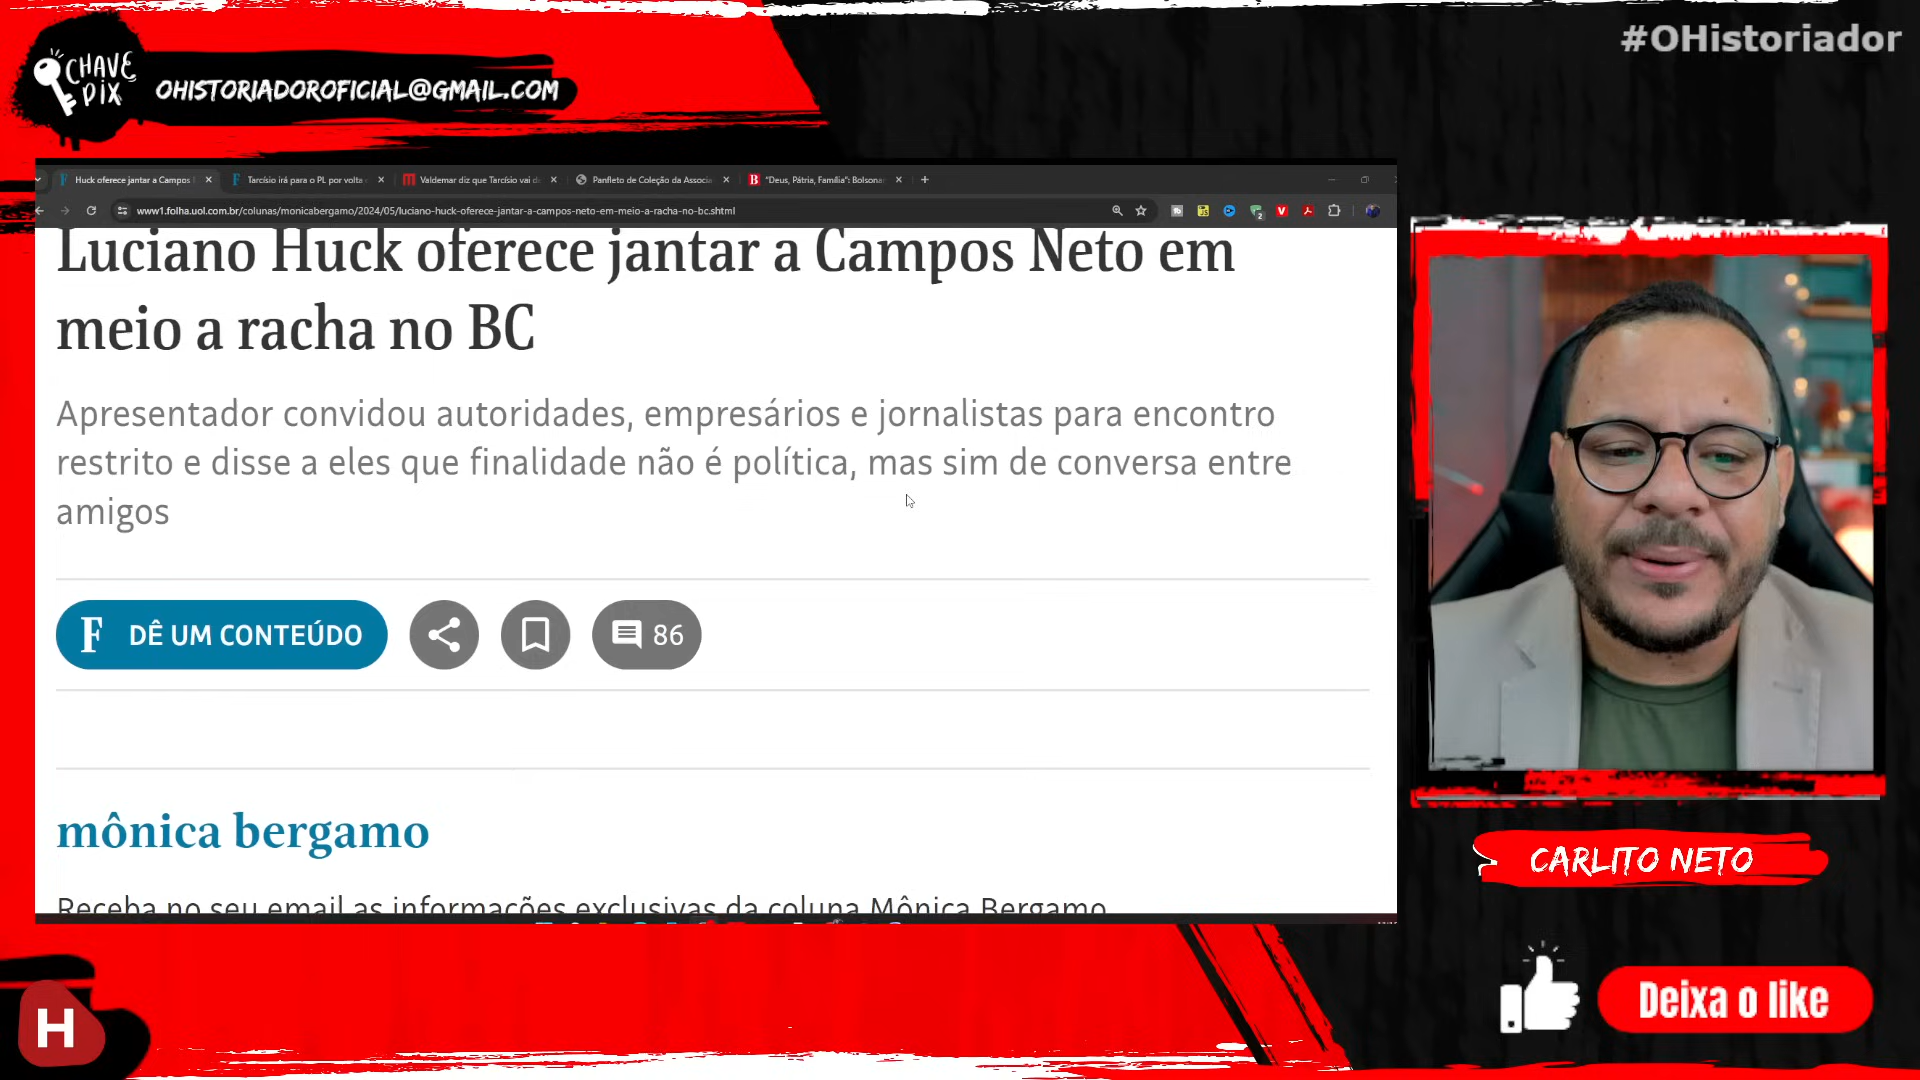 #OHistoriador
CHAVE
PIX
OHISTORIADOROFICIAL@GMAIL.COM
Huck oferece jantar a Campos
Tarcísio irá para o PL por volta
Valdemar diz que Tarcísio vai d
Panfleto de Coleção da Associa
"Deus, Pátria, Família": Bolsona
www1.folha.uol.com.br/colunas/monicabergamo/2024/05/luciano-huck-oferece-jantar-a-campos-neto-em-meio-a-racha-no-bc.shtml
Luciano Huck oferece jantar a Campos Neto em
meio a racha no BC
Apresentador convidou autoridades, empresários e jornalistas para encontro
restrito e disse a eles que finalidade não é política, mas sim de conversa entre
amigos
F DÊ UM CONTEÚDO
86
mônica bergamo
Receba no seu email as informações exclusivas da coluna Mônica Bergamo
CARLITO NETO
Deixa o like
H